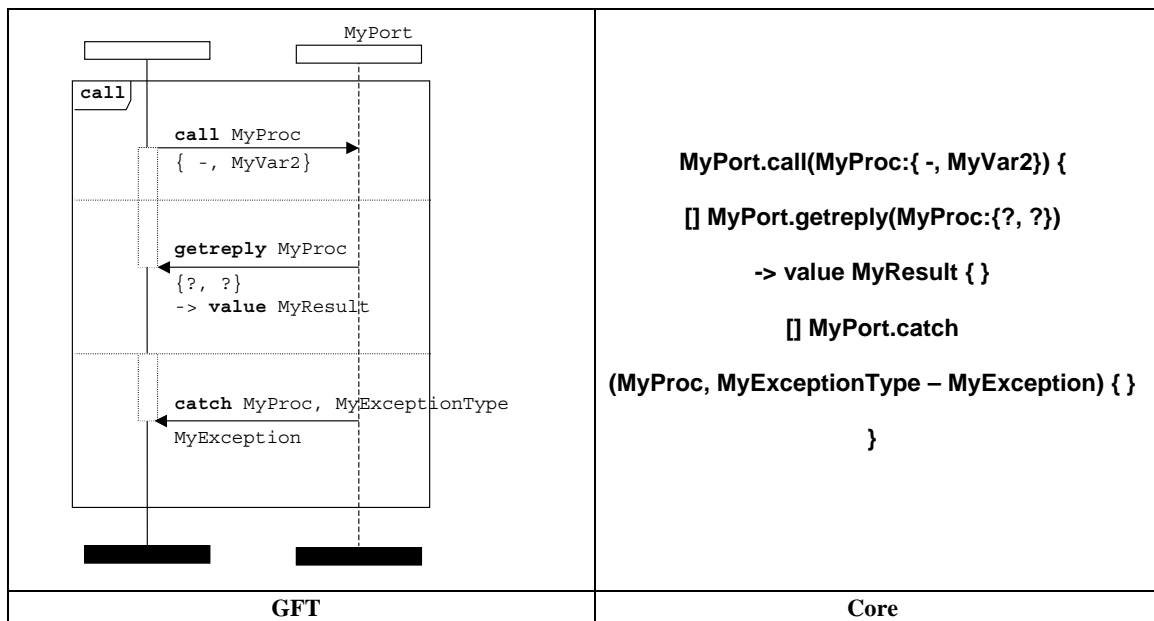 MyPort
call
call MyProc
{ -, MyVar2}
getreply MyProc
{?, ?}
-> value MyResult
catch MyProc, MyExceptionType
MyException
MyPort.call(MyProc:{ -, MyVar2}) {
[] MyPort.getreply(MyProc:{?, ?})
-> value MyResult { }
[] MyPort.catch
(MyProc, MyExceptionType – MyException) { }
}
GFT
Core